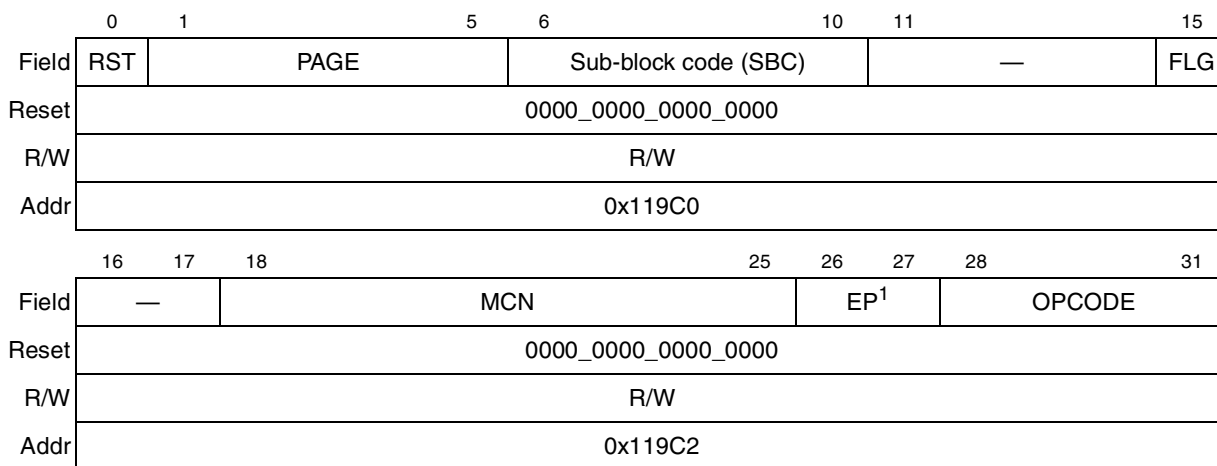 0 1 5 6 10 11 15
Field RST PAGE Sub-block code (SBC) — FLG
Reset 0000_0000_0000_0000
R/W R/W
Addr 0x119C0
16 17 18 25 26 27 28 31
Field — MCN EP1 OPCODE
Reset 0000_0000_0000_0000
R/W R/W
Addr 0x119C2